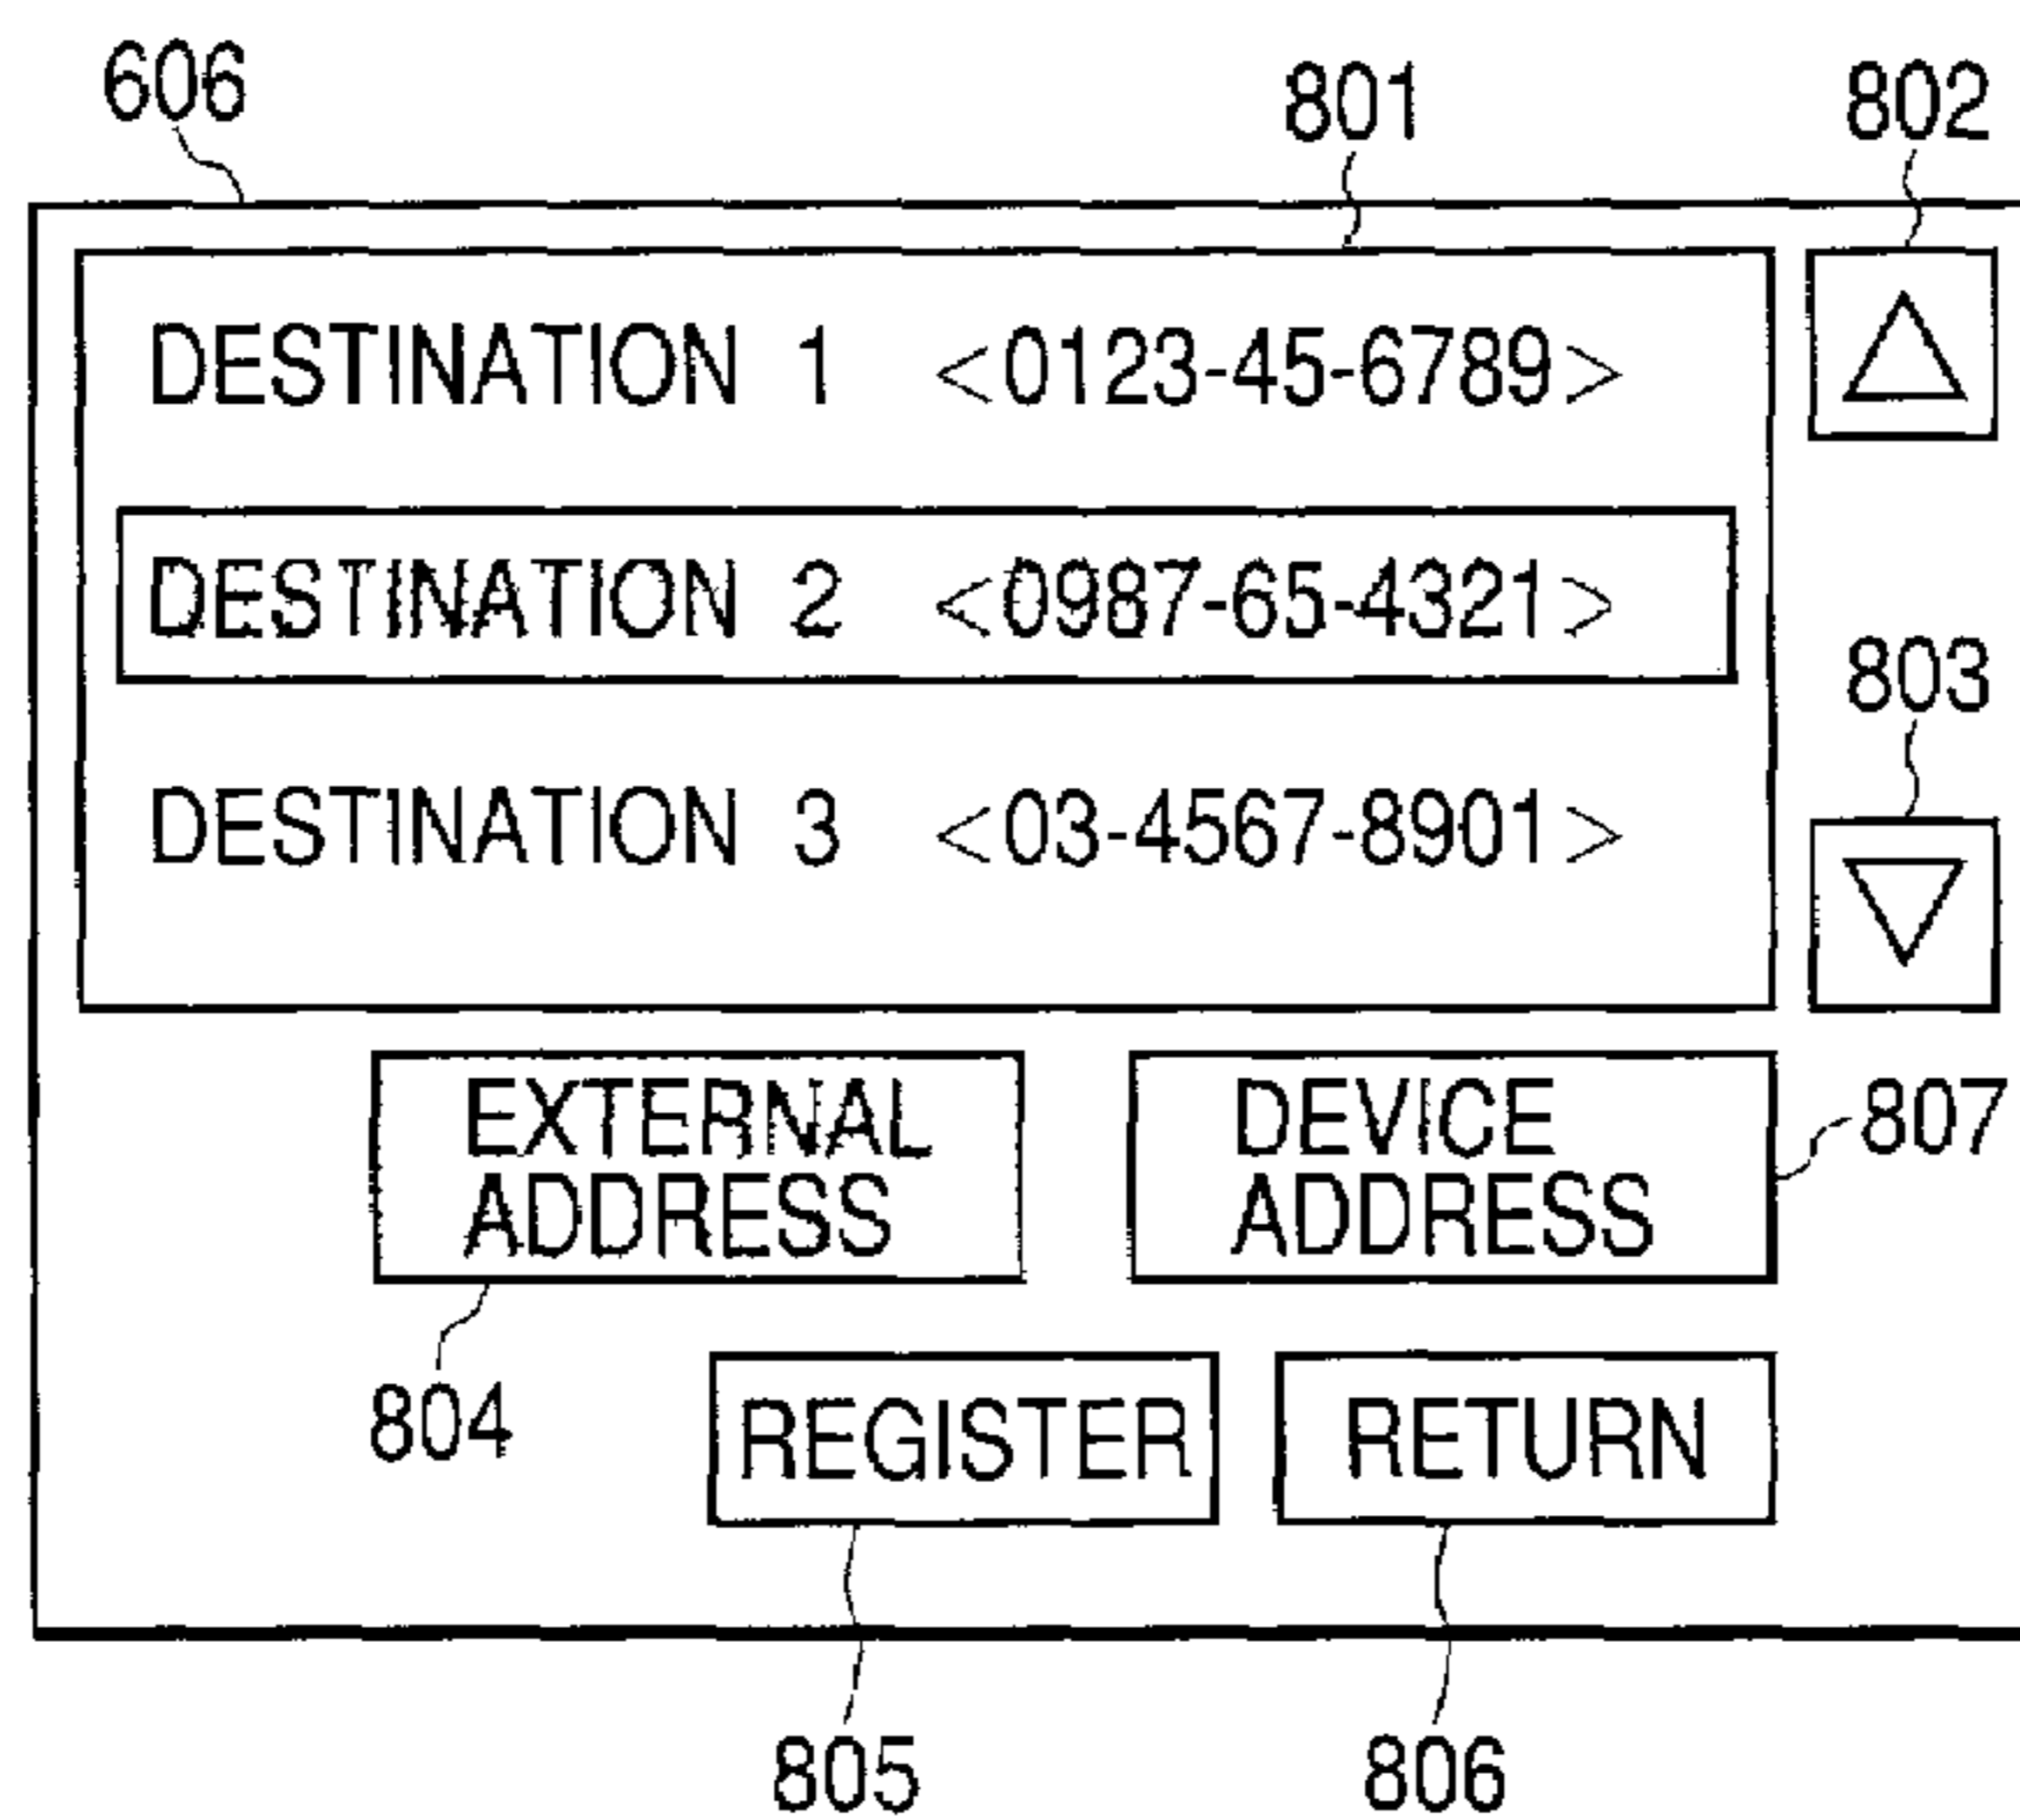 606
801
802
DESTINATION 1 <0123-45-6789>
DESTINATION 2 <0987-65-4321>
803
DESTINATION 3 <03-4567-8901>
EXTERNAL
ADDRESS
DEVICE
ADDRESS
807
804
REGISTER
RETURN
805
806